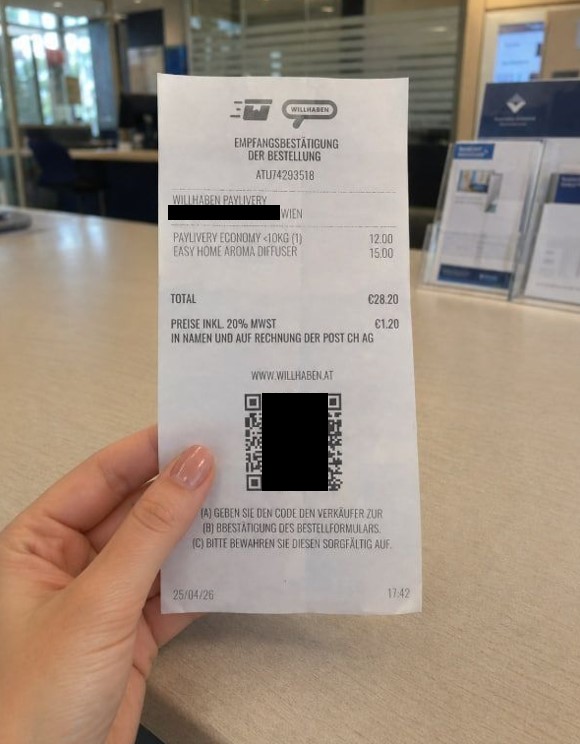 WILLHABEN
EMPFANGSBESTÄTIGUNG
DER BESTELLUNG
ATU74293518
WILLHABEN PAYLIVERY
WIEN
PAYLIVERY ECONOMY <10KG (1) 12.00
EASY HOME AROMA DIFFUSER 15.00
TOTAL €28.20
PREISE INKL. 20% MWST €1.20
IN NAMEN UND AUF RECHNUNG DER POST CH AG
WWW.WILLHABEN.AT
(A) GEBEN SIE DEN CODE DEN VERKÄUFER ZUR
(B) BBESTÄTIGUNG DES BESTELLFORMULARS.
(C) BITTE BEWAHREN SIE DIESEN SORGFÄLTIG AUF.
25/04/26 17:42